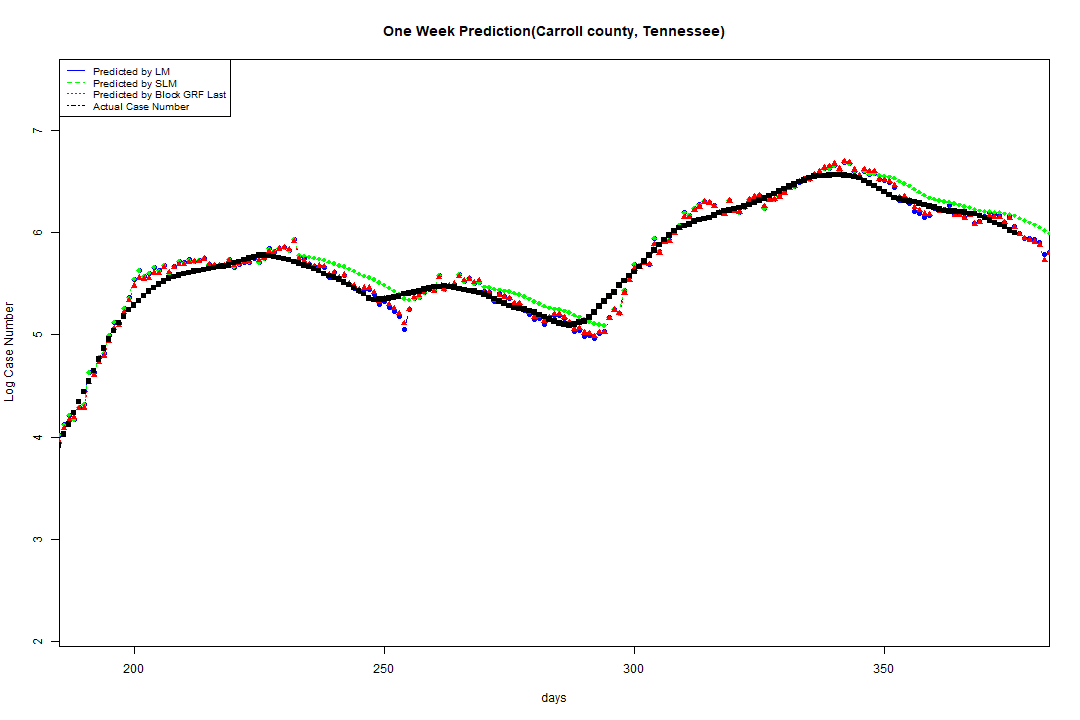 One Week Prediction(Carroll county, Tennessee)
Predicted by LM
Predicted by SLM
Predicted by Block GRF Last
Actual Case Number
7
6
5
4
3
2
Log Case Number
200
250
300
350
days